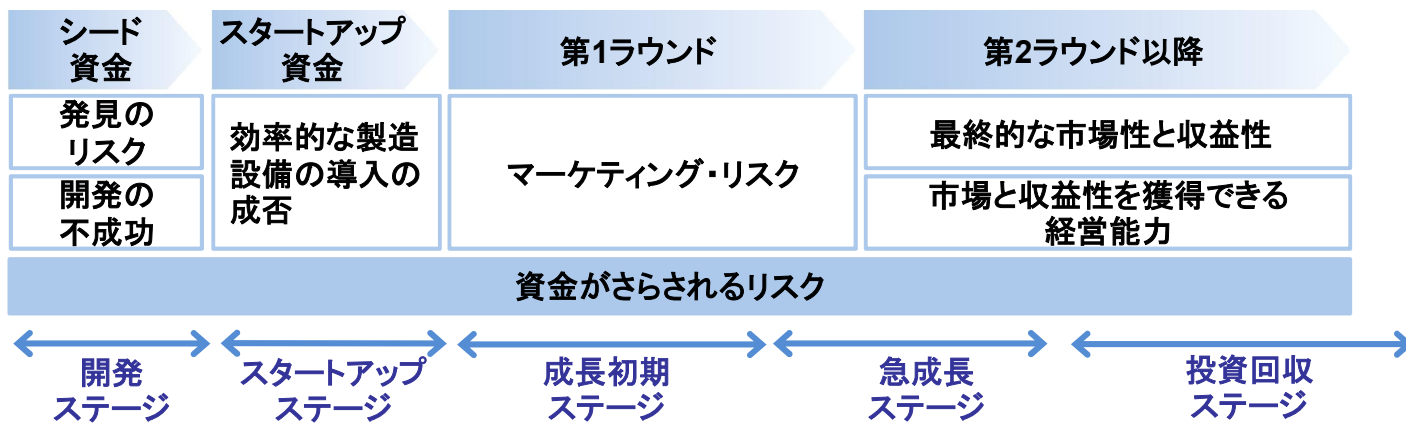 シード
資金
スタートアップ
資金
第1ラウンド
第2ラウンド以降
発見の
リスク
開発の
不成功
効率的な製造
設備の導入の
成否
マーケティング・リスク
最終的な市場性と収益性
市場と収益性を獲得できる
経営能力
資金がさらされるリスク
開発
ステージ
スタートアップ
ステージ
成長初期
ステージ
急成長
ステージ
投資回収
ステージ